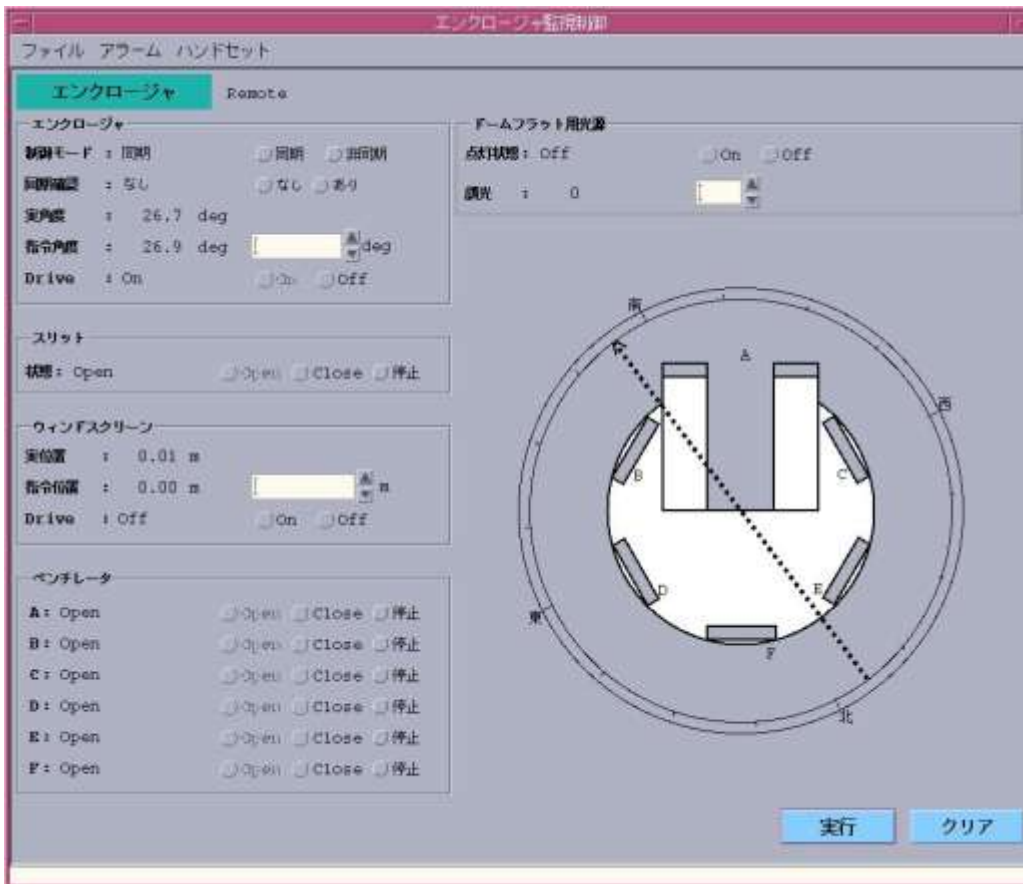 エンクロージャ監視制御
ファイル アラーム ハンドセット
エンクロージャ Remote
エンクロージャ
制御モード : 同期 同期 非同期
同期確認 : なし なし あり
実角度 : 26.7 deg
指令角度 : 26.9 deg deg
Drive : On On Off
スリット
状態: Open Open Close 停止
ウィンドスクリーン
実位置 : 0.01 m
指令位置 : 0.00 m m
Drive : Off On Off
ベンチレータ
A: Open Open Close 停止
B: Open Open Close 停止
C: Open Open Close 停止
D: Open Open Close 停止
E: Open Open Close 停止
F: Open Open Close 停止
ドームフラット用光源
点灯状態: Off On Off
調光 : 0
南
A
西
B
C
D
E
東
F
北
実行 クリア